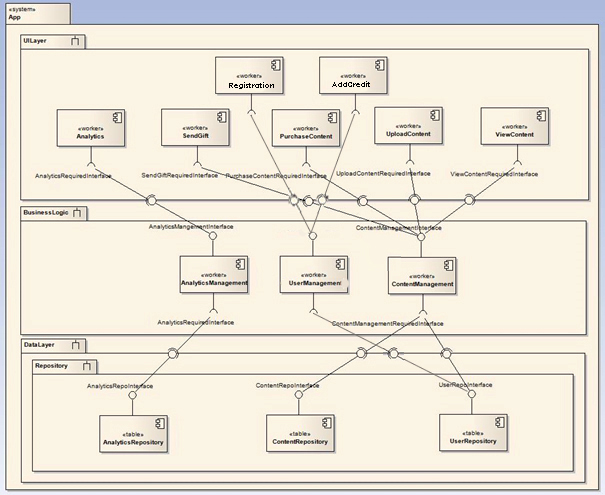 «system»
App
UILayer
«worker»
Registration
«worker»
AddCredit
«worker»
Analytics
«worker»
SendGift
«worker»
PurchaseContent
«worker»
UploadContent
«worker»
ViewContent
AnalyticsRequiredInterface
SendGiftRequiredInterface
PurchaseContentRequiredInterface
UploadContentRequiredInterface
ViewContentRequiredInterface
BusinessLogic
AnalyticsMangementInterface
ContentManagementInterface
«worker»
AnalyticsManagement
«worker»
UserManagement
«worker»
ContentManagement
AnalyticsRequiredInterface
ContentManagementRequiredInterface
DataLayer
Repository
AnalyticsRepoInterface
ContentRepoInterface
UserRepoInterface
«table»
AnalyticsRepository
«table»
ContentRepository
«table»
UserRepository